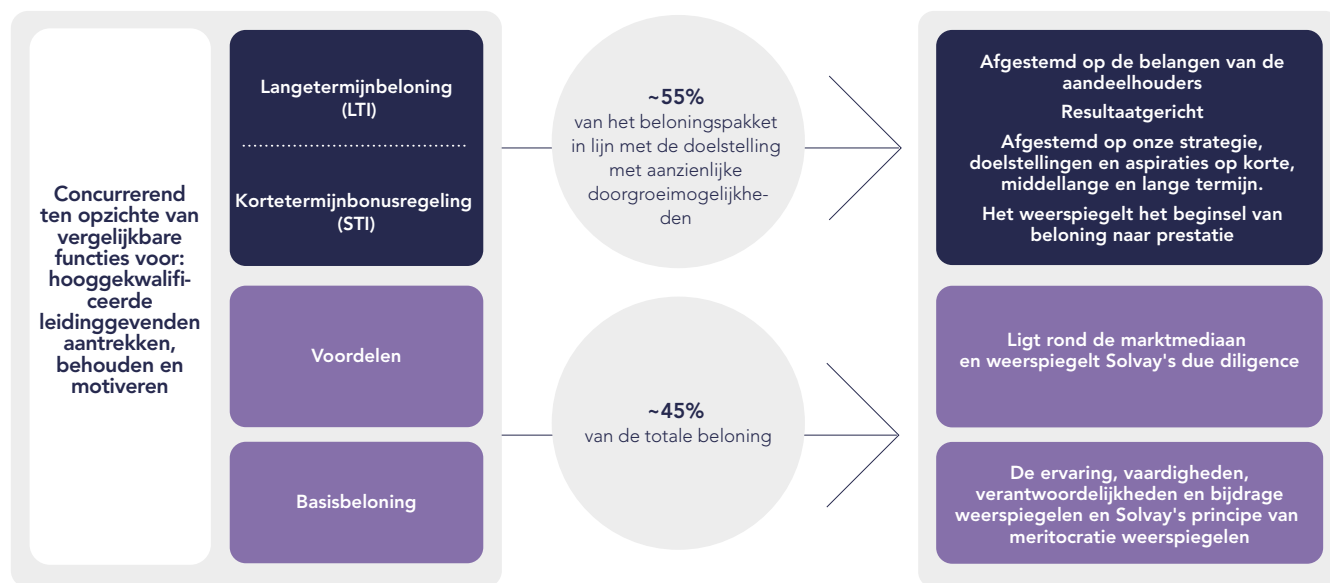 Concurrerend
ten opzichte van
vergelijkbare
functies voor:
hooggekwalifi-
ceerde
leidinggevenden
aantrekken,
behouden en
motiveren
Langetermijnbeloning
(LTI)
Kortetermijnbonusregeling
(STI)
Voordelen
Basisbeloning
~55%
van het beloningspakket
in lijn met de doelstelling
met aanzienlijke
doorgroeimogelijkhe-
den
~45%
van de totale beloning
Afgestemd op de belangen van de
aandeelhouders
Resultaatgericht
Afgestemd op onze strategie,
doelstellingen en aspiraties op korte,
middellange en lange termijn.
Het weerspiegelt het beginsel van
beloning naar prestatie
Ligt rond de marktmediaan
en weerspiegelt Solvay's due diligence
De ervaring, vaardigheden,
verantwoordelijkheden en bijdrage
weerspiegelen en Solvay's principe van
meritocratie weerspiegelen